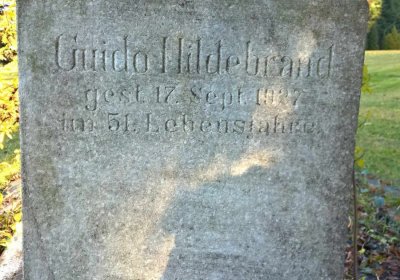 Guido Hildebrand
gest. 17. Sept. 1927
im 51. Lebensjahre.